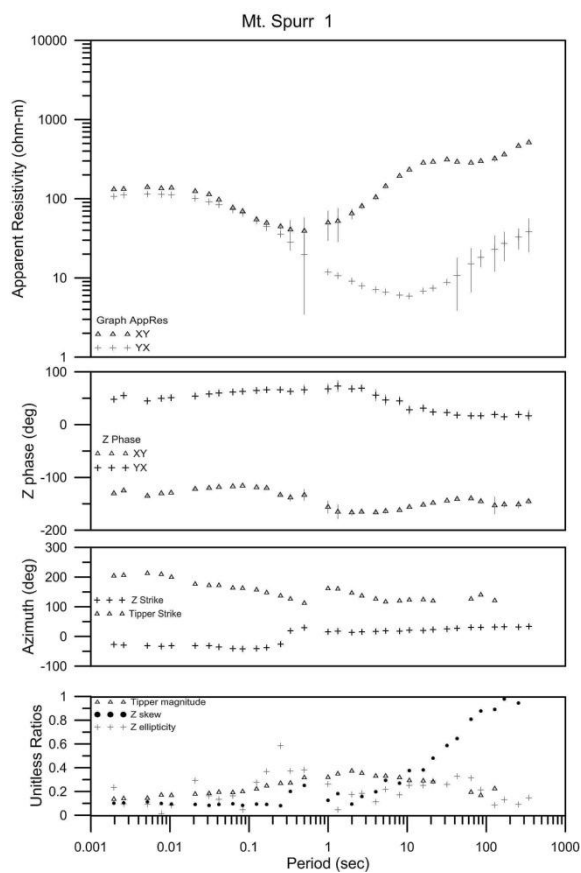 Mt. Spurr 1
10000
1000
100
10
1
Apparent Resistivity (ohm-m)
Graph AppRes
XY
YX
100
0
-100
-200
Z phase (deg)
Z Phase
XY
YX
300
200
100
0
-100
Azimuth (deg)
Z Strike
Tipper Strike
1
0.8
0.6
0.4
0.2
0
Unitless Ratios
Tipper magnitude
Z skew
Z ellipticity
0.001 0.01 0.1 1 10 100 1000
Period (sec)